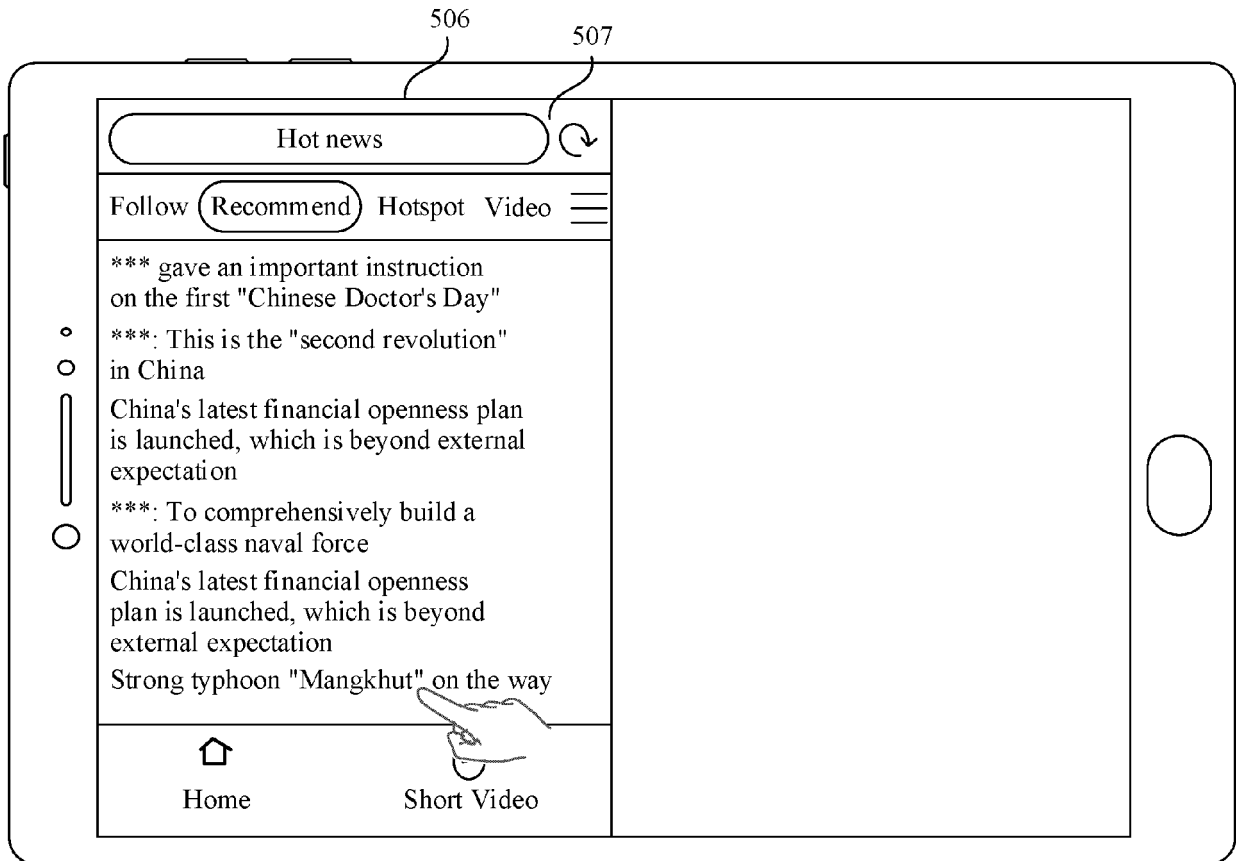 506
507
Hot news
Follow Recommend Hotspot Video
*** gave an important instruction
on the first "Chinese Doctor's Day"
***: This is the "second revolution"
in China
China's latest financial openness plan
is launched, which is beyond external
expectation
***: To comprehensively build a
world-class naval force
China's latest financial openness
plan is launched, which is beyond
external expectation
Strong typhoon "Mangkhut" on the way
Home Short Video